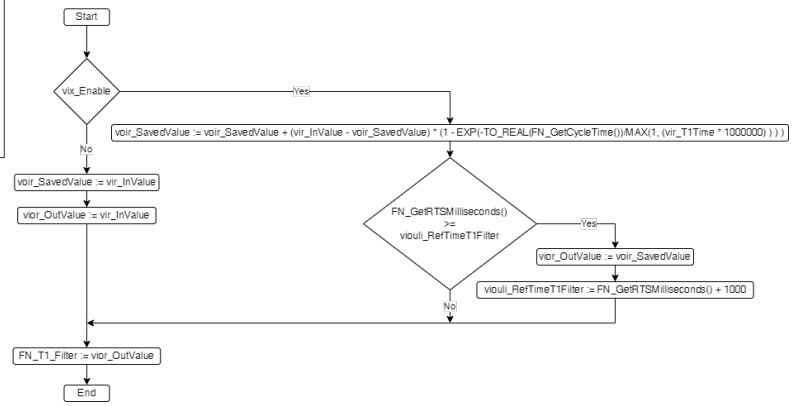 Start
vix_Enable
Yes
voir_SavedValue := voir_SavedValue + (vir_InValue - voir_SavedValue) * (1 - EXP(-TO_REAL(FN_GetCycleTime())/MAX(1, (vir_T1Time * 1000000) ) ) )
No
voir_SavedValue := vir_InValue
vior_OutValue := vir_InValue
FN_GetRTSMilliseconds()
>=
viouli_RefTimeT1Filter
Yes
vior_OutValue := voir_SavedValue
viouli_RefTimeT1Filter := FN_GetRTSMilliseconds() + 1000
No
FN_T1_Filter := vior_OutValue
End